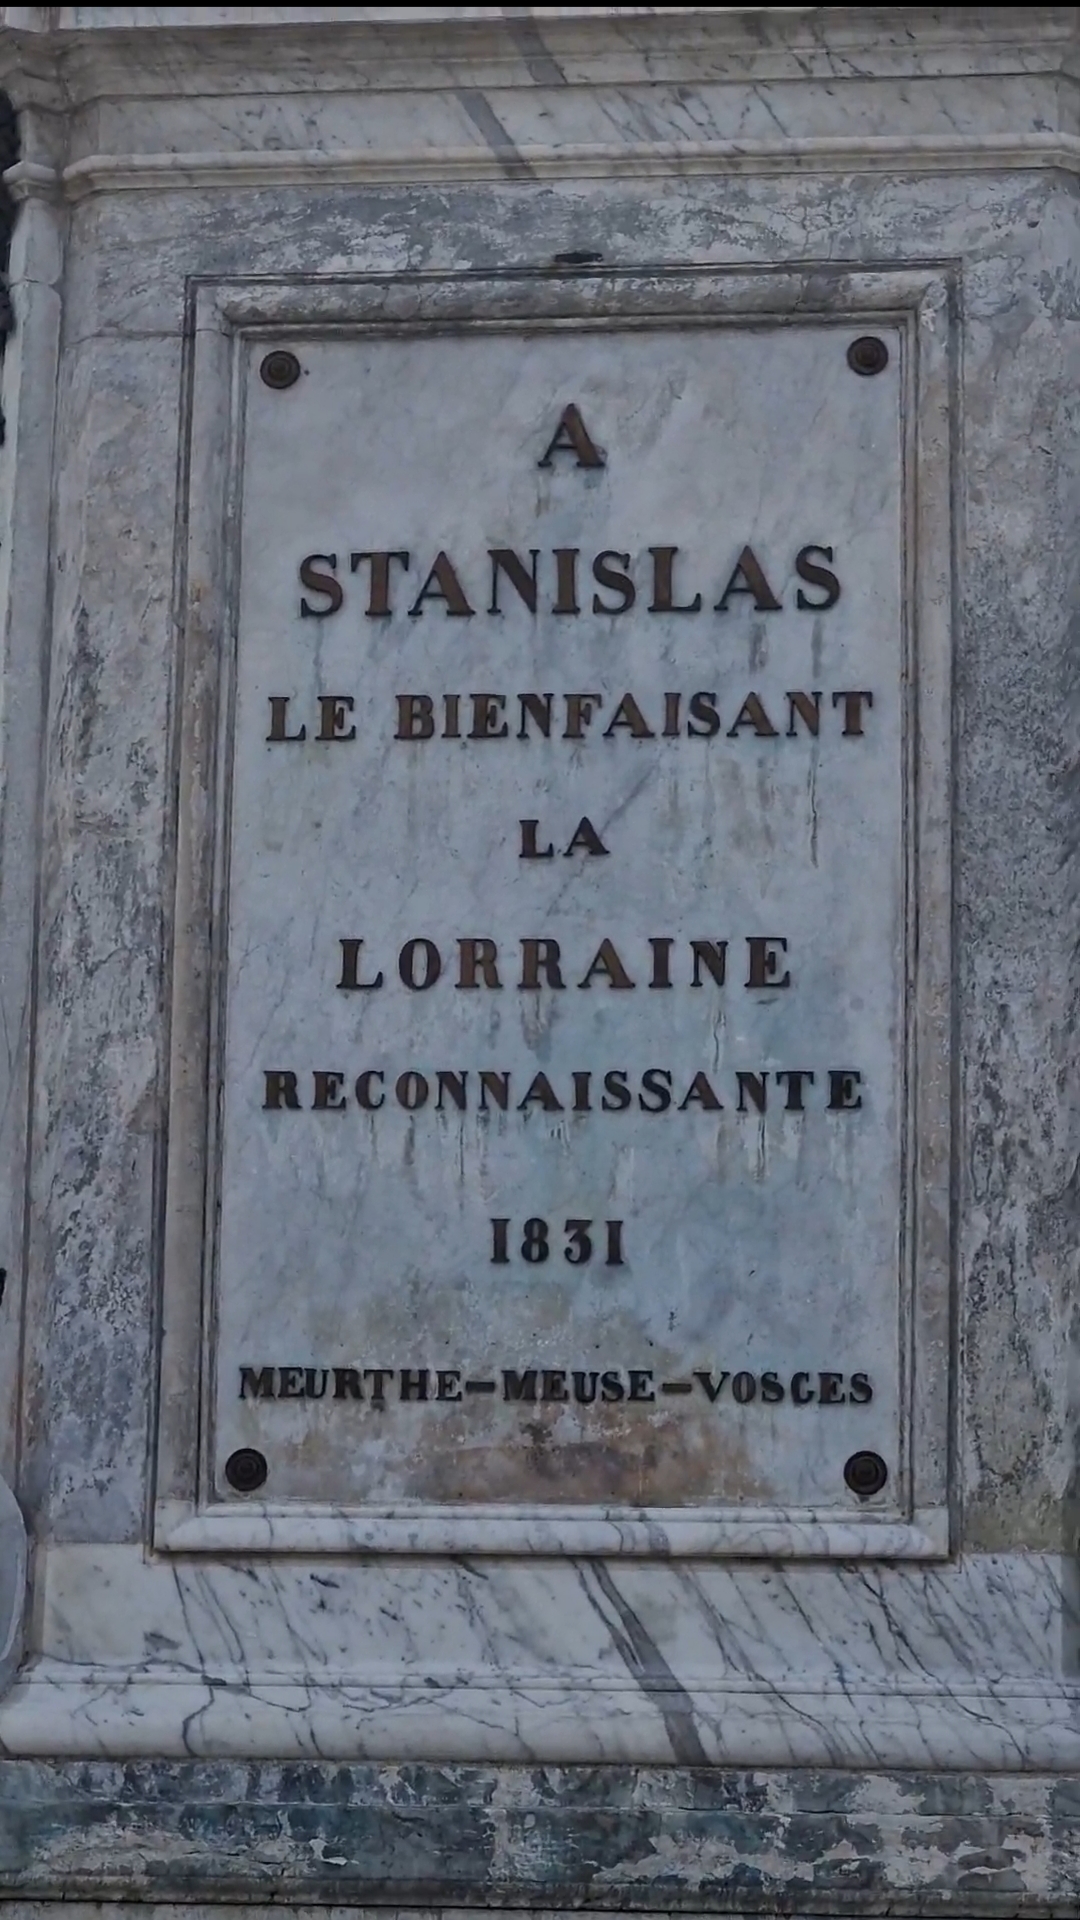 A
STANISLAS
LE BIENFAISANT
LA
LORRAINE
RECONNAISSANTE
1831
MEURTHE-MEUSE-VOSGES